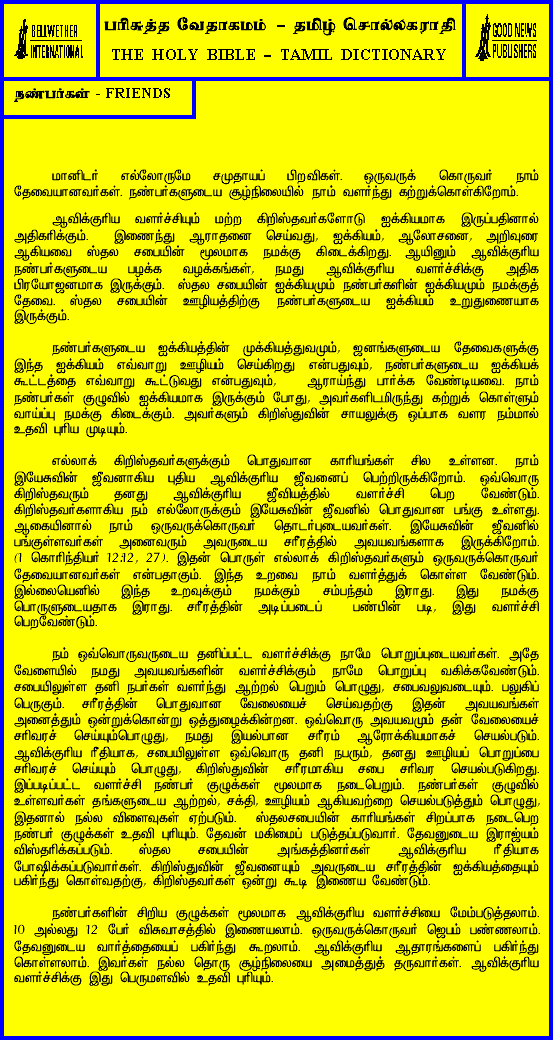 BELLWETHER
INTERNATIONAL
பரிசுத்த வேதாகமம் – தமிழ் சொல்லகராதி
THE HOLY BIBLE – TAMIL DICTIONARY
GOOD NEWS
PUBLISHERS
நண்பர்கள் - FRIENDS
மானிடர் எல்லோருமே சமுதாயப் பிறவிகள். ஒருவருக் கொருவர் நாம்
தேவையானவர்கள். நண்பர்களுடைய சூழ்நிலையில் நாம் வளர்ந்து கற்றுக்கொள்கிறோம்.
ஆவிக்குரிய வளர்ச்சியும் மற்ற கிறிஸ்தவர்களோடு ஐக்கியமாக இருப்பதினால்
அதிகரிக்கும். இணைந்து ஆராதனை செய்வது, ஐக்கியம், ஆலோசனை, அறிவுரை
ஆகியவை ஸ்தல சபையின் மூலமாக நமக்கு கிடைக்கிறது. ஆயினும் ஆவிக்குரிய
நண்பர்களுடைய பழக்க வழக்கங்கள், நமது ஆவிக்குரிய வளர்ச்சிக்கு அதிக
பிரயோஜனமாக இருக்கும். ஸ்தல சபையின் ஐக்கியமும் நண்பர்களின் ஐக்கியமும் நமக்குத்
தேவை. ஸ்தல சபையின் ஊழியத்திற்கு நண்பர்களுடைய ஐக்கியம் உறுதுணையாக
இருக்கும்.
நண்பர்களுடைய ஐக்கியத்தின் முக்கியத்துவமும், ஜனங்களுடைய தேவைகளுக்கு
இந்த ஐக்கியம் எவ்வாறு ஊழியம் செய்கிறது என்பதுவும், நண்பர்களுடைய ஐக்கியக்
கூட்டத்தை எவ்வாறு கூட்டுவது என்பதுவும், ஆராய்ந்து பார்க்க வேண்டியவை. நாம்
நண்பர்கள் குழுவில் ஐக்கியமாக இருக்கும் போது, அவர்களிடமிருந்து கற்றுக் கொள்ளும்
வாய்ப்பு நமக்கு கிடைக்கும். அவர்களும் கிறிஸ்துவின் சாயலுக்கு ஒப்பாக வளர நம்மால்
உதவி புரிய முடியும்.
எல்லாக் கிறிஸ்தவர்களுக்கும் பொதுவான காரியங்கள் சில உள்ளன. நாம்
இயேசுவின் ஜீவனாகிய புதிய ஆவிக்குரிய ஜீவனைப் பெற்றிருக்கிறோம். ஒவ்வொரு
கிறிஸ்தவரும் தனது ஆவிக்குரிய ஜீவியத்தில் வளர்ச்சி பெற வேண்டும்.
கிறிஸ்தவர்களாகிய நம் எல்லோருக்கும் இயேசுவின் ஜீவனில் பொதுவான பங்கு உள்ளது.
ஆகையினால் நாம் ஒருவருக்கொருவர் தொடர்புடையவர்கள். இயேசுவின் ஜீவனில்
பங்குள்ளவர்கள் அனைவரும் அவருடைய சரீரத்தில் அவயவங்களாக இருக்கிறோம்.
(1 கொரிந்தியர் 12:12, 27). இதன் பொருள் எல்லாக் கிறிஸ்தவர்களும் ஒருவருக்கொருவர்
தேவையானவர்கள் என்பதாகும். இந்த உறவை நாம் வளர்த்துக் கொள்ள வேண்டும்.
இல்லையெனில் இந்த உறவுக்கும் நமக்கும் சம்பந்தம் இராது. இது நமக்கு
பொருளுடையதாக இராது. சரீரத்தின் அடிப்படைப் பண்பின் படி, இது வளர்ச்சி
பெறவேண்டும்.
நம் ஒவ்வொருவருடைய தனிப்பட்ட வளர்ச்சிக்கு நாமே பொறுப்புடையவர்கள். அதே
வேளையில் நமது அவயவங்களின் வளர்ச்சிக்கும் நாமே பொறுப்பு வகிக்கவேண்டும்.
சபையிலுள்ள தனி நபர்கள் வளர்ந்து ஆற்றல் பெறும் பொழுது, சபைவலுவடையும். பலுகிப்
பெருகும். சரீரத்தின் பொதுவான வேலையைச் செய்வதற்கு இதன் அவயவங்கள்
அனைத்தும் ஒன்றுக்கொன்று ஒத்துழைக்கின்றன. ஒவ்வொரு அவயவமும் தன் வேலையைச்
சரிவரச் செய்யும்பொழுது, நமது இயல்பான சரீரம் ஆரோக்கியமாகச் செயல்படும்.
ஆவிக்குரிய ரீதியாக, சபையிலுள்ள ஒவ்வொரு தனி நபரும், தனது ஊழியப் பொறுப்பை
சரிவரச் செய்யும் பொழுது, கிறிஸ்துவின் சரீரமாகிய சபை சரிவர செயல்படுகிறது.
இப்படிப்பட்ட வளர்ச்சி நண்பர் குழுக்கள் மூலமாக நடைபெறும். நண்பர்கள் குழுவில்
உள்ளவர்கள் தங்களுடைய ஆற்றல், சக்தி, ஊழியம் ஆகியவற்றை செயல்படுத்தும் பொழுது,
இதனால் நல்ல விளைவுகள் ஏற்படும். ஸ்தலசபையின் காரியங்கள் சிறப்பாக நடைபெற
நண்பர் குழுக்கள் உதவி புரியும். தேவன் மகிமைப் படுத்தப்படுவார். தேவனுடைய இராஜ்யம்
விஸ்தரிக்கப்படும். ஸ்தல சபையின் அங்கத்தினர்கள் ஆவிக்குரிய ரீதியாக
போஷிக்கப்படுவார்கள். கிறிஸ்துவின் ஜீவனையும் அவருடைய சரீரத்தின் ஐக்கியத்தையும்
பகிர்ந்து கொள்வதற்கு, கிறிஸ்தவர்கள் ஒன்று கூடி இணைய வேண்டும்.
நண்பர்களின் சிறிய குழுக்கள் மூலமாக ஆவிக்குரிய வளர்ச்சியை மேம்படுத்தலாம்.
10 அல்லது 12 பேர் விசுவாசத்தில் இணையலாம். ஒருவருக்கொருவர் ஜெபம் பண்ணலாம்.
தேவனுடைய வார்த்தையைப் பகிர்ந்து கூறலாம். ஆவிக்குரிய ஆதாரங்களைப் பகிர்ந்து
கொள்ளலாம். இவர்கள் நல்ல தொரு சூழ்நிலையை அமைத்துத் தருவார்கள். ஆவிக்குரிய
வளர்ச்சிக்கு இது பெருமளவில் உதவி புரியும்.